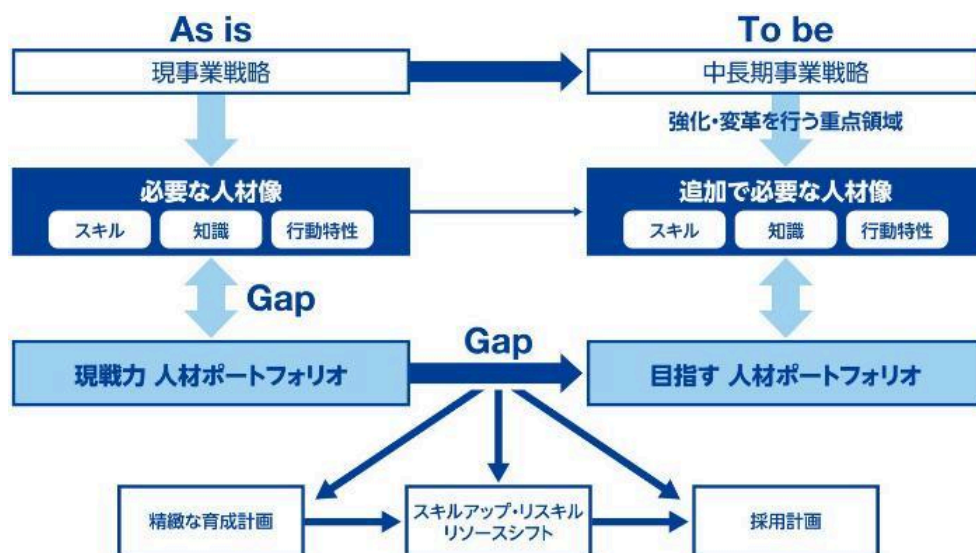 As is
To be
現事業戦略
中長期事業戦略
強化・変革を行う重点領域
必要な人材像
スキル
知識
行動特性
追加で必要な人材像
スキル
知識
行動特性
Gap
Gap
現戦力 人材ポートフォリオ
目指す 人材ポートフォリオ
精緻な育成計画
スキルアップ・リスキル
リソースシフト
採用計画